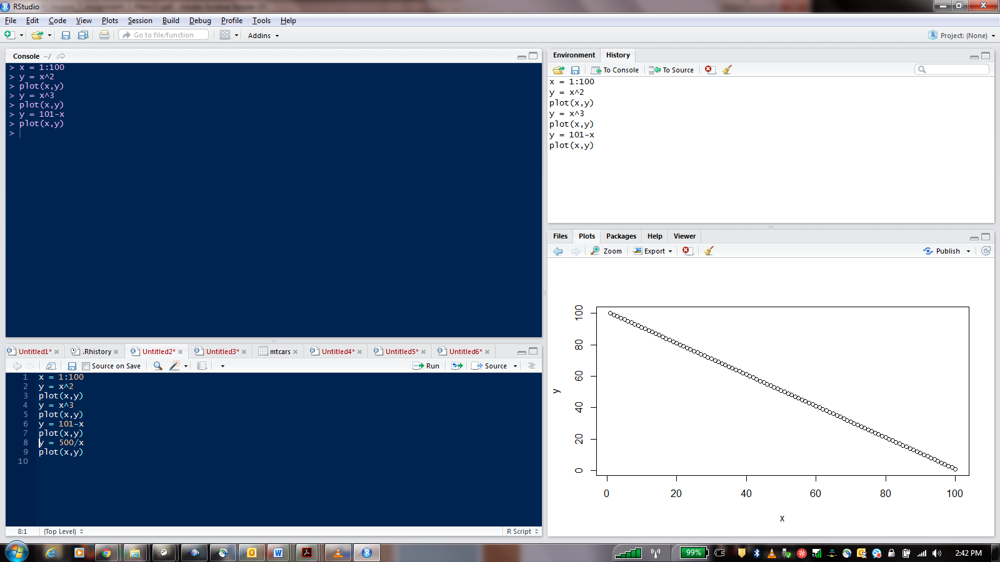 RStudio
File Edit Code View Plots Session Build Debug Profile Tools Help
Go to file/function Addins Project: (None)
Console ~/
> x = 1:100
> y = x^2
> plot(x,y)
> y = x^3
> plot(x,y)
> y = 101-x
> plot(x,y)
>
Environment History
To Console To Source
x = 1:100
y = x^2
plot(x,y)
y = x^3
plot(x,y)
y = 101-x
plot(x,y)
Untitled1* .Rhistory Untitled2* Untitled3* mtcars Untitled4* Untitled5* Untitled6*
Source on Save Run Source
1 x = 1:100
2 y = x^2
3 plot(x,y)
4 y = x^3
5 plot(x,y)
6 y = 101-x
7 plot(x,y)
8 y = 500/x
9 plot(x,y)
10
8:1 (Top Level) R Script
Files Plots Packages Help Viewer
Zoom Export Publish
100
80
60
40
20
0
y
0 20 40 60 80 100
x
99% 2:42 PM